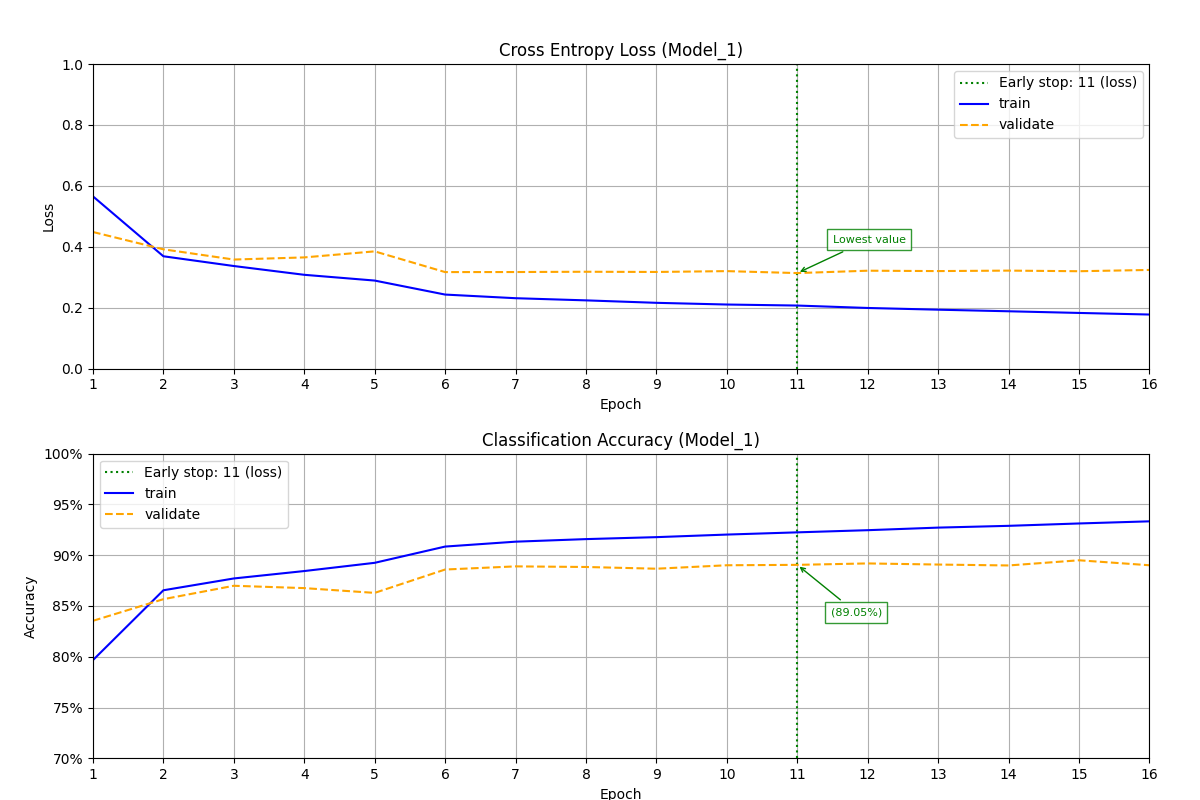 Cross Entropy Loss (Model_1)
1.0
0.8
0.6
0.4
0.2
0.0
Loss
Early stop: 11 (loss)
train
validate
Lowest value
1 2 3 4 5 6 7 8 9 10 11 12 13 14 15 16
Epoch
Classification Accuracy (Model_1)
100%
95%
90%
85%
80%
75%
70%
Accuracy
Early stop: 11 (loss)
train
validate
(89.05%)
1 2 3 4 5 6 7 8 9 10 11 12 13 14 15 16
Epoch